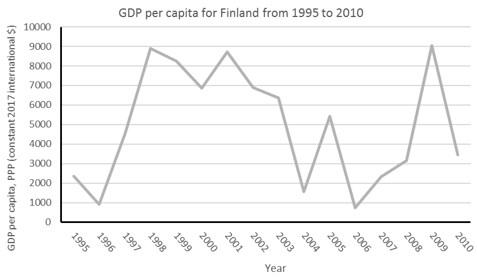 GDP per capita for Finland from 1995 to 2010
GDP per capita, PPP (constant 2017 international $)
10000
9000
8000
7000
6000
5000
4000
3000
2000
1000
0
1995 1996 1997 1998 1999 2000 2001 2002 2003 2004 2005 2006 2007 2008 2009 2010
Year